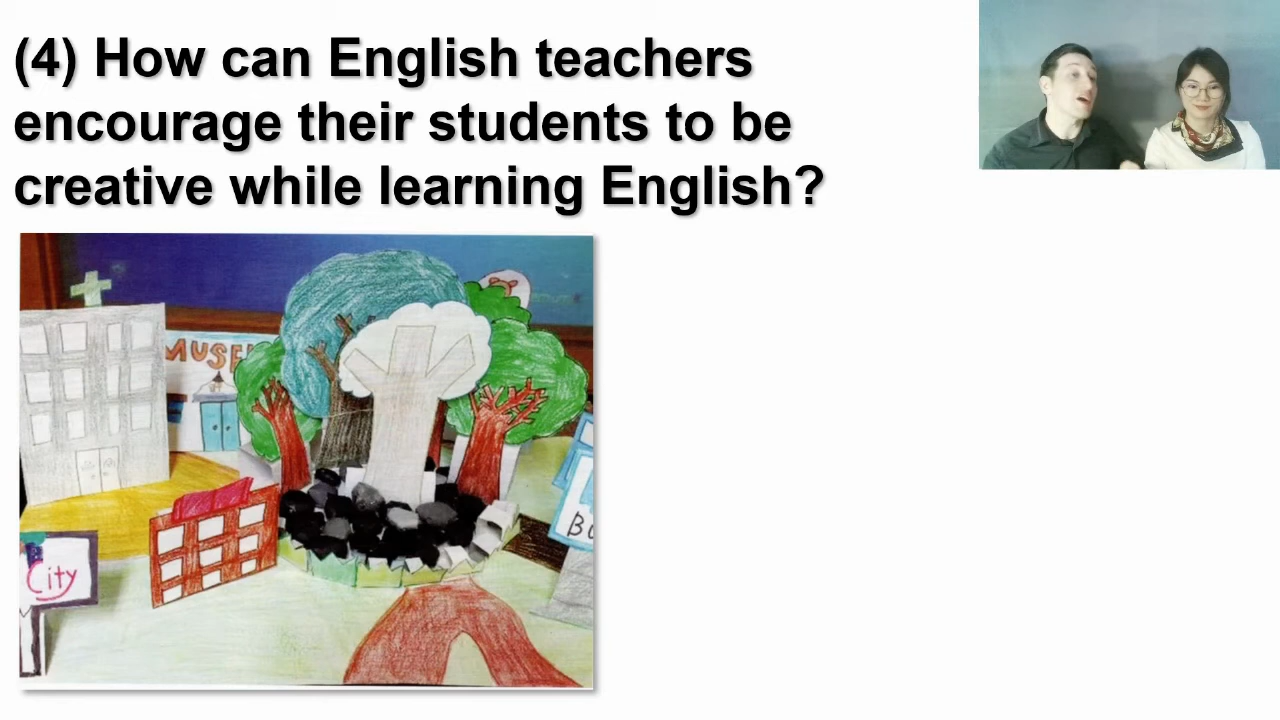 (4) How can English teachers
encourage their students to be
creative while learning English?
City